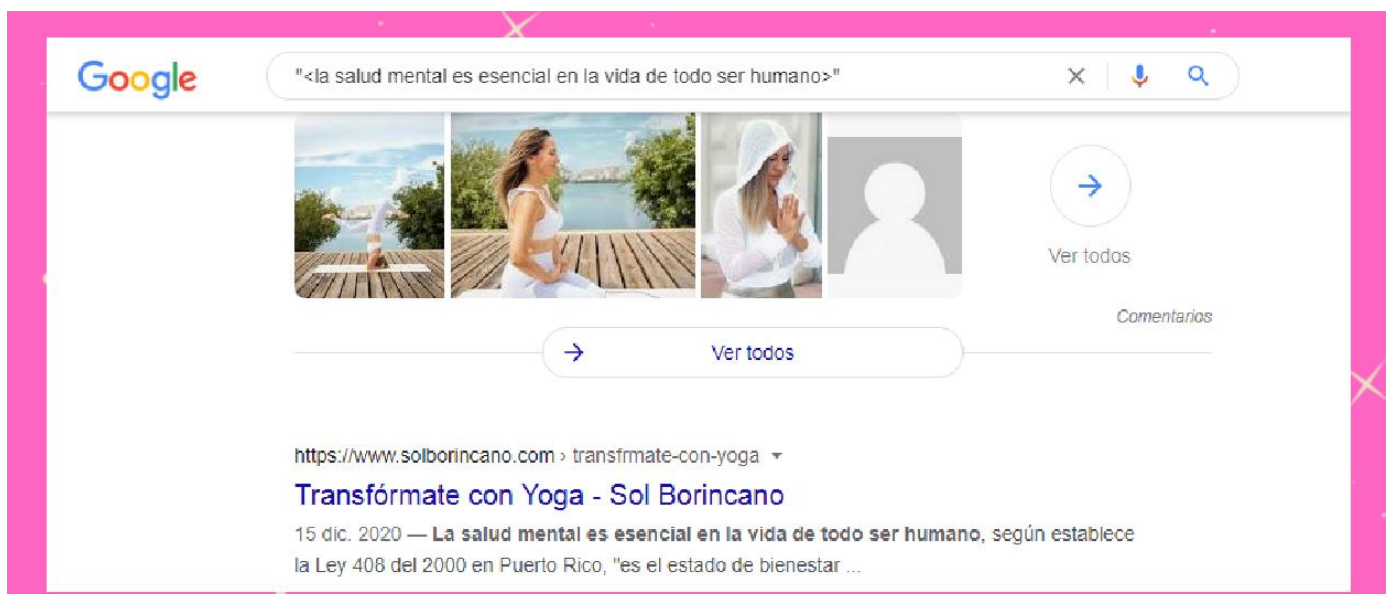 Google
"<la salud mental es esencial en la vida de todo ser humano>"
Ver todos
Comentarios
Ver todos
https://www.solborincano.com › transfrmate-con-yoga
Transfórmate con Yoga - Sol Borincano
15 dic. 2020 — La salud mental es esencial en la vida de todo ser humano, según establece
la Ley 408 del 2000 en Puerto Rico, "es el estado de bienestar ...